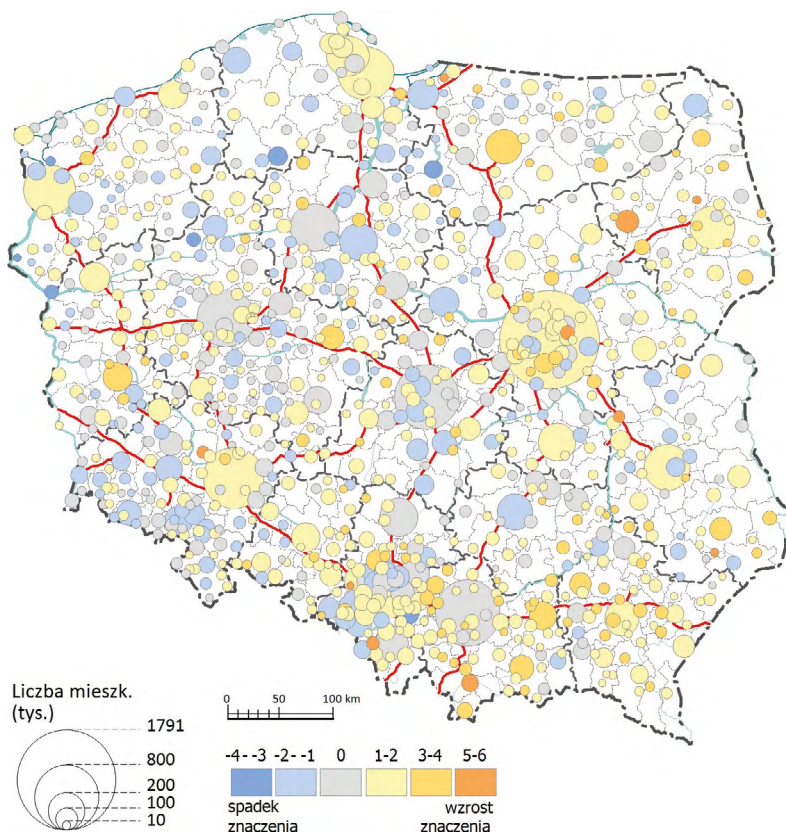 Liczba mieszk.
(tys.)
1791
800
200
100
10
0 50 100 km
-4--3 -2--1 0 1-2 3-4 5-6
spadek znaczenia
wzrost znaczenia